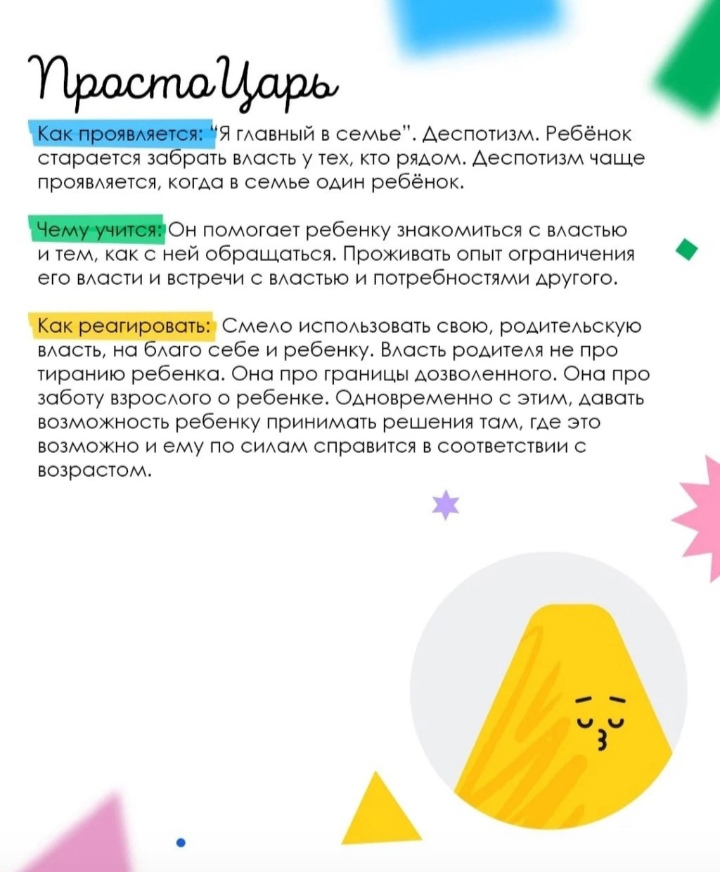 ПростоЦарь
Как проявляется: "Я главный в семье". Деспотизм. Ребёнок
старается забрать власть у тех, кто рядом. Деспотизм чаще
проявляется, когда в семье один ребёнок.
Чему учится: Он помогает ребенку знакомиться с властью
и тем, как с ней обращаться. Проживать опыт ограничения
его власти и встречи с властью и потребностями другого.
Как реагировать: Смело использовать свою, родительскую
власть, на благо себе и ребенку. Власть родителя не про
тиранию ребенка. Она про границы дозволенного. Она про
заботу взрослого о ребенке. Одновременно с этим, давать
возможность ребенку принимать решения там, где это
возможно и ему по силам справится в соответствии с
возрастом.